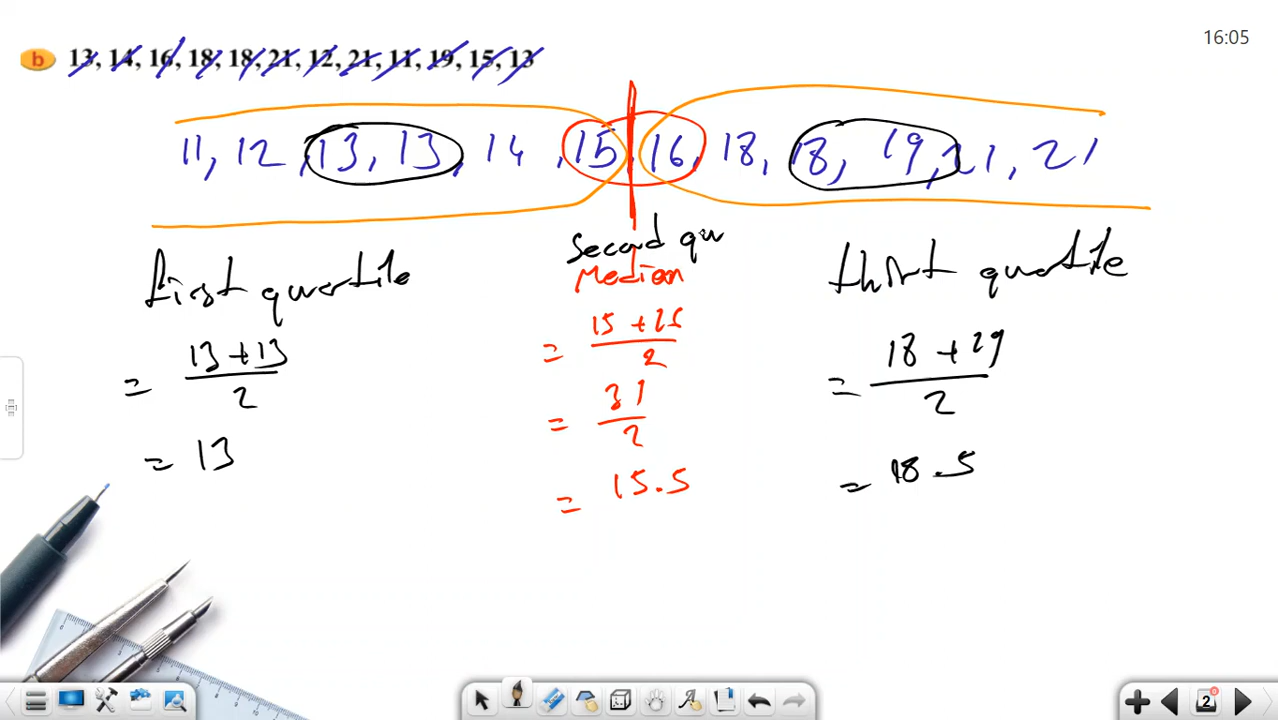 16:05
b 13, 14, 16, 18, 18, 21, 12, 21, 11, 19, 15, 13
11, 12, 13, 13, 14, 15, 16, 18, 18, 19, 21, 21
first quartile
= 13 + 13 / 2
= 13
Second qu
Median
= 15 + 16 / 2
= 31 / 2
= 15.5
third quartile
= 18 + 19 / 2
= 18.5
2